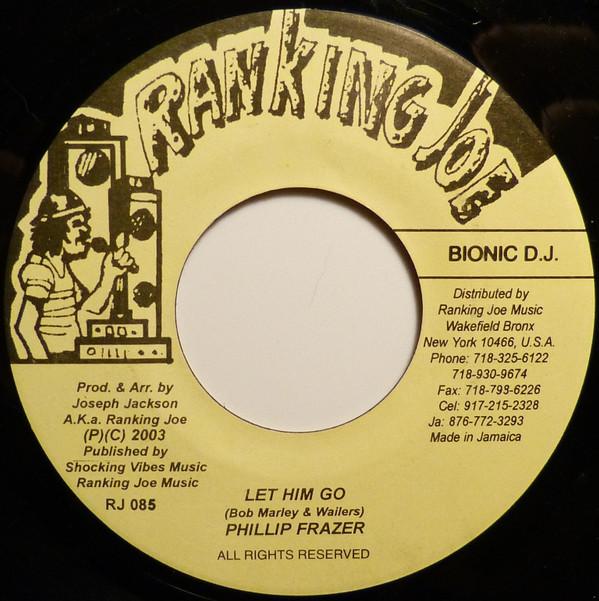 RANKING JOE
BIONIC D.J.
Distributed by
Ranking Joe Music
Wakefield Bronx
New York 10466, U.S.A.
Phone: 718-325-6122
718-930-9674
Fax: 718-798-6226
Cel: 917-215-2328
Ja: 876-772-3293
Made in Jamaica
Prod. & Arr. by
Joseph Jackson
A.K.a. Ranking Joe
(P)(C) 2003
Published by
Shocking Vibes Music
Ranking Joe Music
RJ 085
LET HIM GO
(Bob Marley & Wailers)
PHILLIP FRAZER
ALL RIGHTS RESERVED